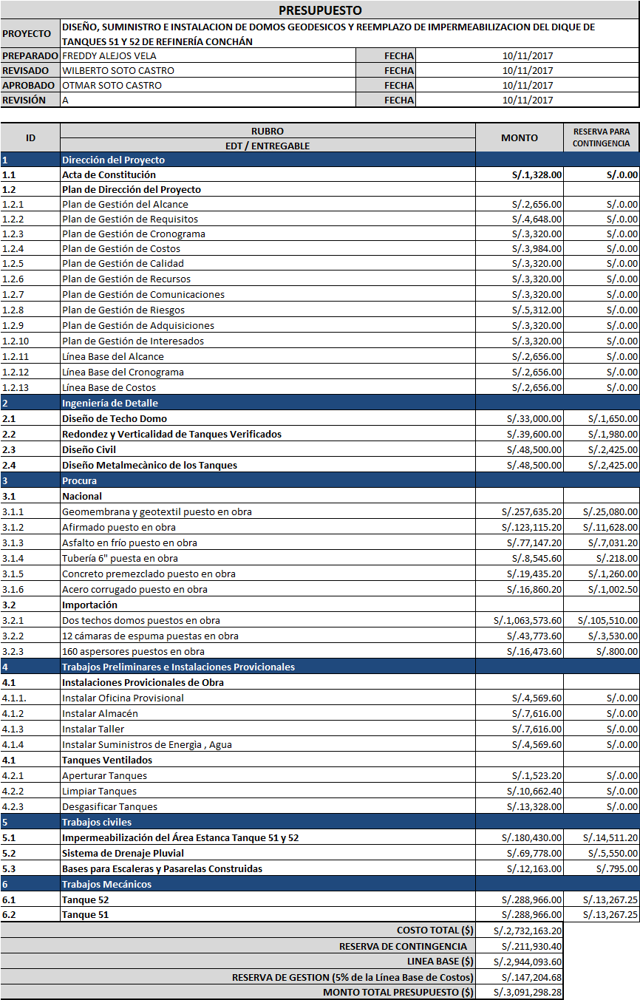 PRESUPUESTO
PROYECTO DISEÑO, SUMINISTRO E INSTALACION DE DOMOS GEODESICOS Y REEMPLAZO DE IMPERMEABILIZACION DEL DIQUE DE
TANQUES 51 Y 52 DE REFINERÍA CONCHÁN
PREPARADO FREDDY ALEJOS VELA FECHA 10/11/2017
REVISADO WILBERTO SOTO CASTRO FECHA 10/11/2017
APROBADO OTMAR SOTO CASTRO FECHA 10/11/2017
REVISIÓN A FECHA 10/11/2017
ID RUBRO MONTO RESERVA PARA
CONTINGENCIA
EDT / ENTREGABLE
1 Dirección del Proyecto
1.1 Acta de Constitución S/.1,328.00 S/.0.00
1.2 Plan de Dirección del Proyecto
1.2.1 Plan de Gestión del Alcance S/.2,656.00 S/.0.00
1.2.2 Plan de Gestión de Requisitos S/.4,648.00 S/.0.00
1.2.3 Plan de Gestión de Cronograma S/.3,320.00 S/.0.00
1.2.4 Plan de Gestión de Costos S/.3,984.00 S/.0.00
1.2.5 Plan de Gestión de Calidad S/.3,320.00 S/.0.00
1.2.6 Plan de Gestión de Recursos S/.3,320.00 S/.0.00
1.2.7 Plan de Gestión de Comunicaciones S/.3,320.00 S/.0.00
1.2.8 Plan de Gestión de Riesgos S/.5,312.00 S/.0.00
1.2.9 Plan de Gestión de Adquisiciones S/.3,320.00 S/.0.00
1.2.10 Plan de Gestión de Interesados S/.3,320.00 S/.0.00
1.2.11 Línea Base del Alcance S/.2,656.00 S/.0.00
1.2.12 Línea Base del Cronograma S/.2,656.00 S/.0.00
1.2.13 Línea Base de Costos S/.2,656.00 S/.0.00
2 Ingeniería de Detalle
2.1 Diseño de Techo Domo S/.33,000.00 S/.1,650.00
2.2 Redondez y Verticalidad de Tanques Verificados S/.39,600.00 S/.1,980.00
2.3 Diseño Civil S/.48,500.00 S/.2,425.00
2.4 Diseño Metalmecànico de los Tanques S/.48,500.00 S/.2,425.00
3 Procura
3.1 Nacional
3.1.1 Geomembrana y geotextil puesto en obra S/.257,635.20 S/.25,080.00
3.1.2 Afirmado puesto en obra S/.123,115.20 S/.11,628.00
3.1.3 Asfalto en frío puesto en obra S/.77,147.20 S/.7,031.20
3.1.4 Tubería 6" puesta en obra S/.8,545.60 S/.218.00
3.1.5 Concreto premezclado puesto en obra S/.19,435.20 S/.1,260.00
3.1.6 Acero corrugado puesto en obra S/.16,860.20 S/.1,002.50
3.2 Importación
3.2.1 Dos techos domos puestos en obra S/.1,063,573.60 S/.105,510.00
3.2.2 12 cámaras de espuma puestas en obra S/.43,773.60 S/.3,530.00
3.2.3 160 aspersores puestos en obra S/.16,473.60 S/.800.00
4 Trabajos Preliminares e Instalaciones Provicionales
4.1 Instalaciones Provicionales de Obra
4.1.1. Instalar Oficina Provisional S/.4,569.60 S/.0.00
4.1.2 Instalar Almacén S/.7,616.00 S/.0.00
4.1.3 Instalar Taller S/.7,616.00 S/.0.00
4.1.4 Instalar Suministros de Energìa , Agua S/.4,569.60 S/.0.00
4.1 Tanques Ventilados
4.2.1 Aperturar Tanques S/.1,523.20 S/.0.00
4.2.2 Limpiar Tanques S/.10,662.40 S/.0.00
4.2.3 Desgasificar Tanques S/.13,328.00 S/.0.00
5 Trabajos civiles
5.1 Impermeabilización del Área Estanca Tanque 51 y 52 S/.180,430.00 S/.14,511.20
5.2 Sistema de Drenaje Pluvial S/.69,778.00 S/.5,550.00
5.3 Bases para Escaleras y Pasarelas Construidas S/.12,163.00 S/.795.00
6 Trabajos Mecánicos
6.1 Tanque 52 S/.288,966.00 S/.13,267.25
6.2 Tanque 51 S/.288,966.00 S/.13,267.25
COSTO TOTAL ($) S/.2,732,163.20
RESERVA DE CONTINGENCIA S/.211,930.40
LINEA BASE ($) S/.2,944,093.60
RESERVA DE GESTION (5% de la Línea Base de Costos) S/.147,204.68
MONTO TOTAL PRESUPUESTO ($) S/.3,091,298.28